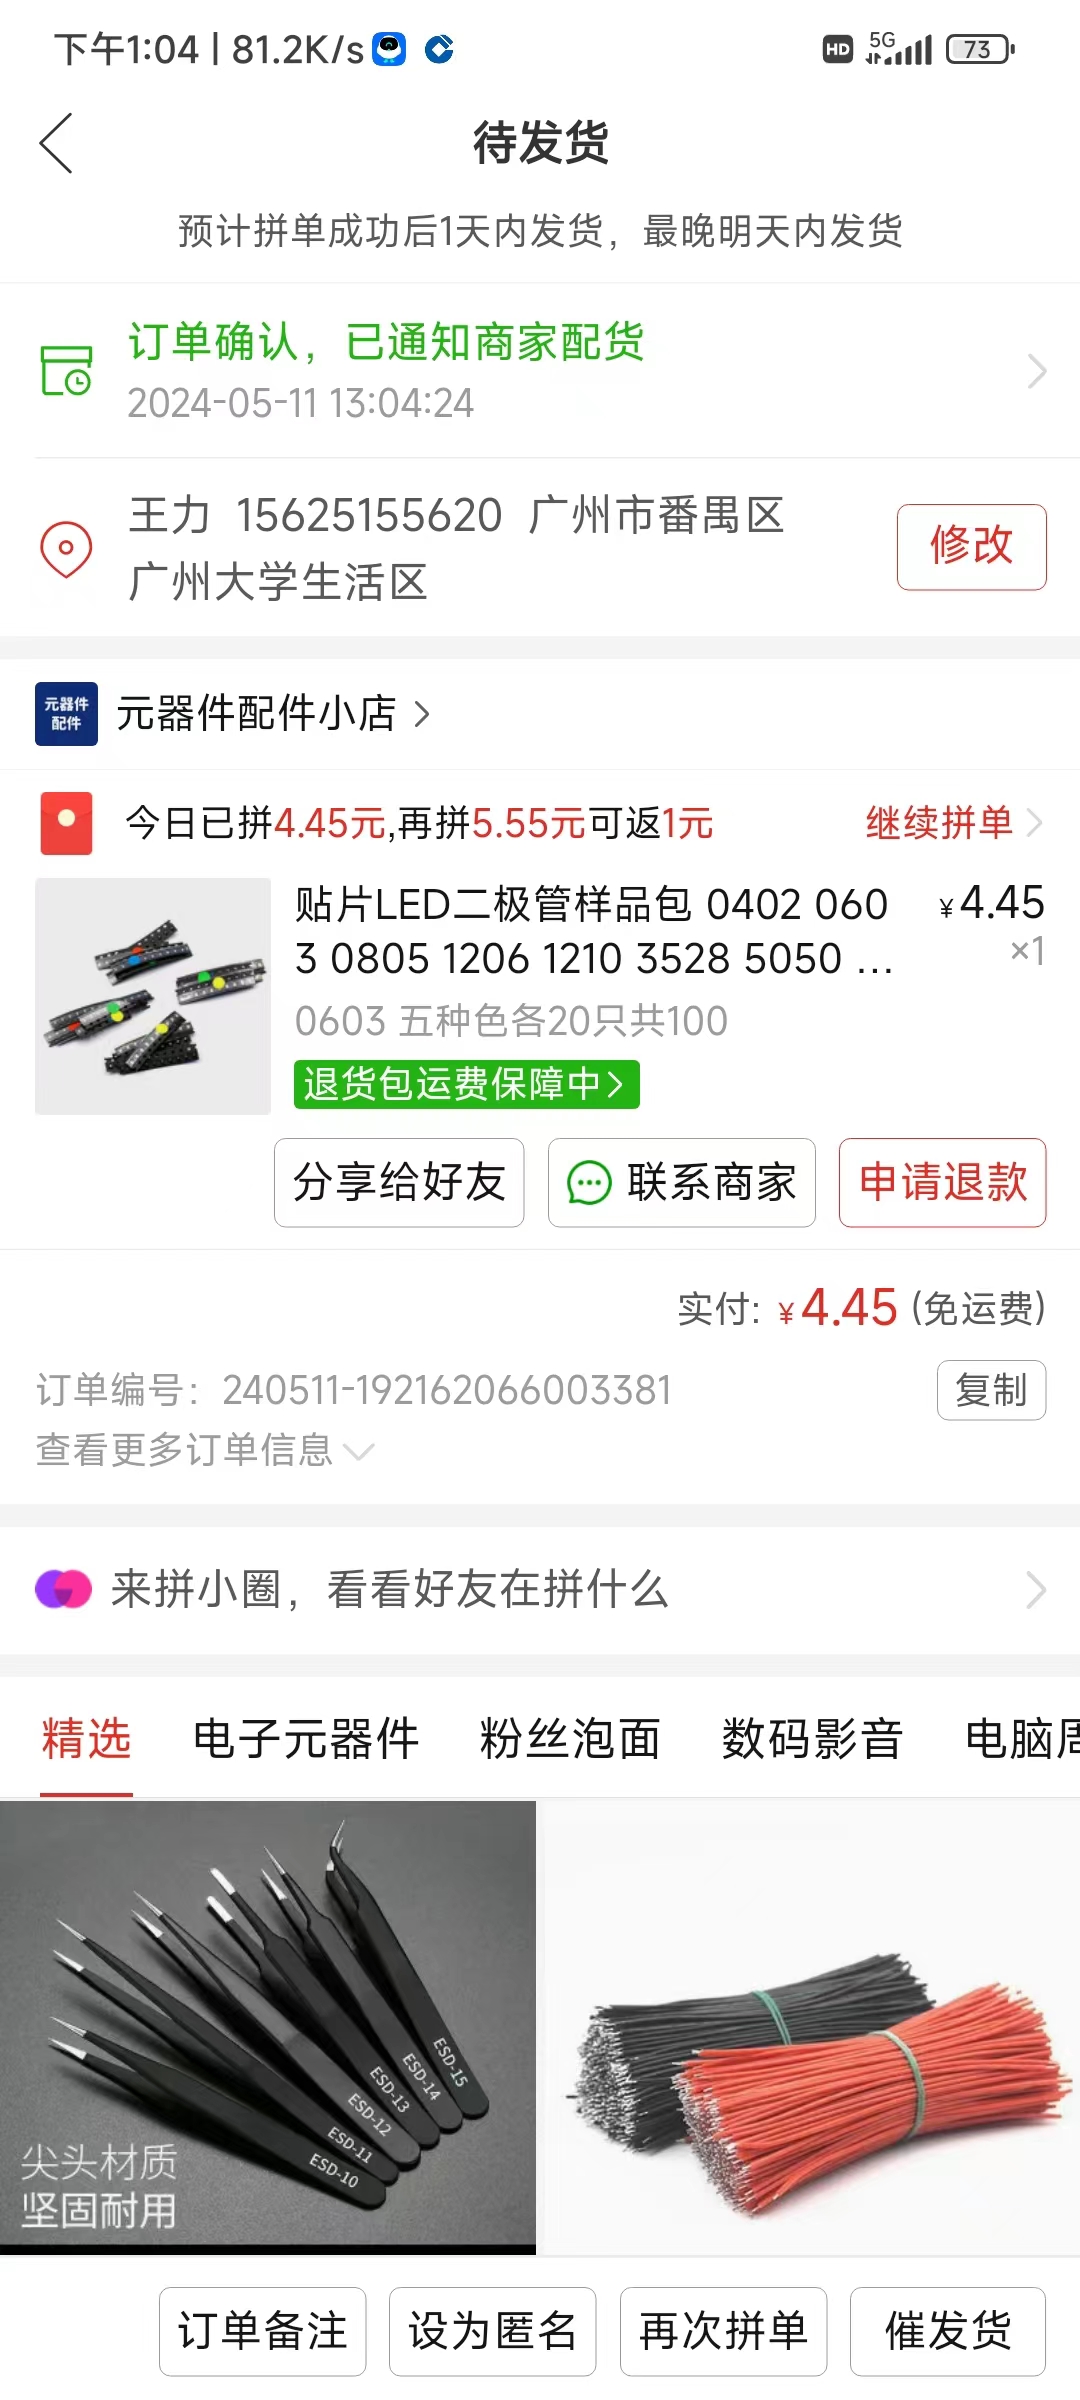 下午1:04 | 81.2K/s
HD 5G 73
待发货
预计拼单成功后1天内发货，最晚明天内发货
订单确认，已通知商家配货
2024-05-11 13:04:24
王力 15625155620 广州市番禺区
广州大学生活区
修改
元器件
配件
元器件配件小店 >
今日已拼4.45元,再拼5.55元可返1元
继续拼单
贴片LED二极管样品包 0402 060
¥4.45
3 0805 1206 1210 3528 5050 ...
×1
0603 五种色各20只共100
退货包运费保障中>
分享给好友
联系商家
申请退款
实付: ¥4.45 (免运费)
订单编号：240511-192162066003381
复制
查看更多订单信息
来拼小圈，看看好友在拼什么
精选
电子元器件
粉丝泡面
数码影音
电脑周
ESD-15
ESD-14
ESD-13
ESD-12
ESD-11
ESD-10
尖头材质
坚固耐用
订单备注
设为匿名
再次拼单
催发货